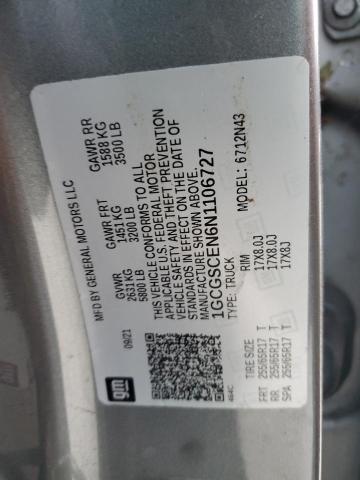 MFD BY GENERAL MOTORS LLC
09/21
GVWR
2631 KG
5800 LB
GAWR FRT
1451 KG
3200 LB
GAWR RR
1588 KG
3500 LB
THIS VEHICLE CONFORMS TO ALL
APPLICABLE U.S. FEDERAL MOTOR
VEHICLE SAFETY AND THEFT PREVENTION
STANDARDS IN EFFECT ON THE DATE OF
MANUFACTURE SHOWN ABOVE.
1GCGSCEN6N1106727
TYPE: TRUCK
MODEL: 6712N43
gm
464C
TIRE SIZE
RIM
FRT 255/65R17 T 17X8.0J
RR 255/65R17 T 17X8.0J
SPA 255/65R17 T 17X8J